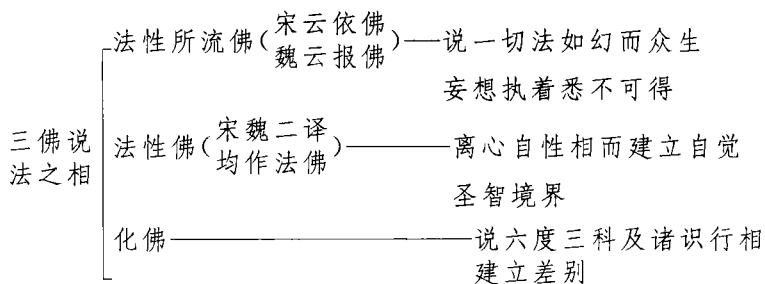 三佛说
法之相
法性所流佛(宋云依佛
魏云报佛)——说一切法如幻而众生
妄想执着悉不可得
法性佛(宋魏二译
均作法佛)——离心自性相而建立自觉
圣智境界
化佛——说六度三科及诸识行相
建立差别